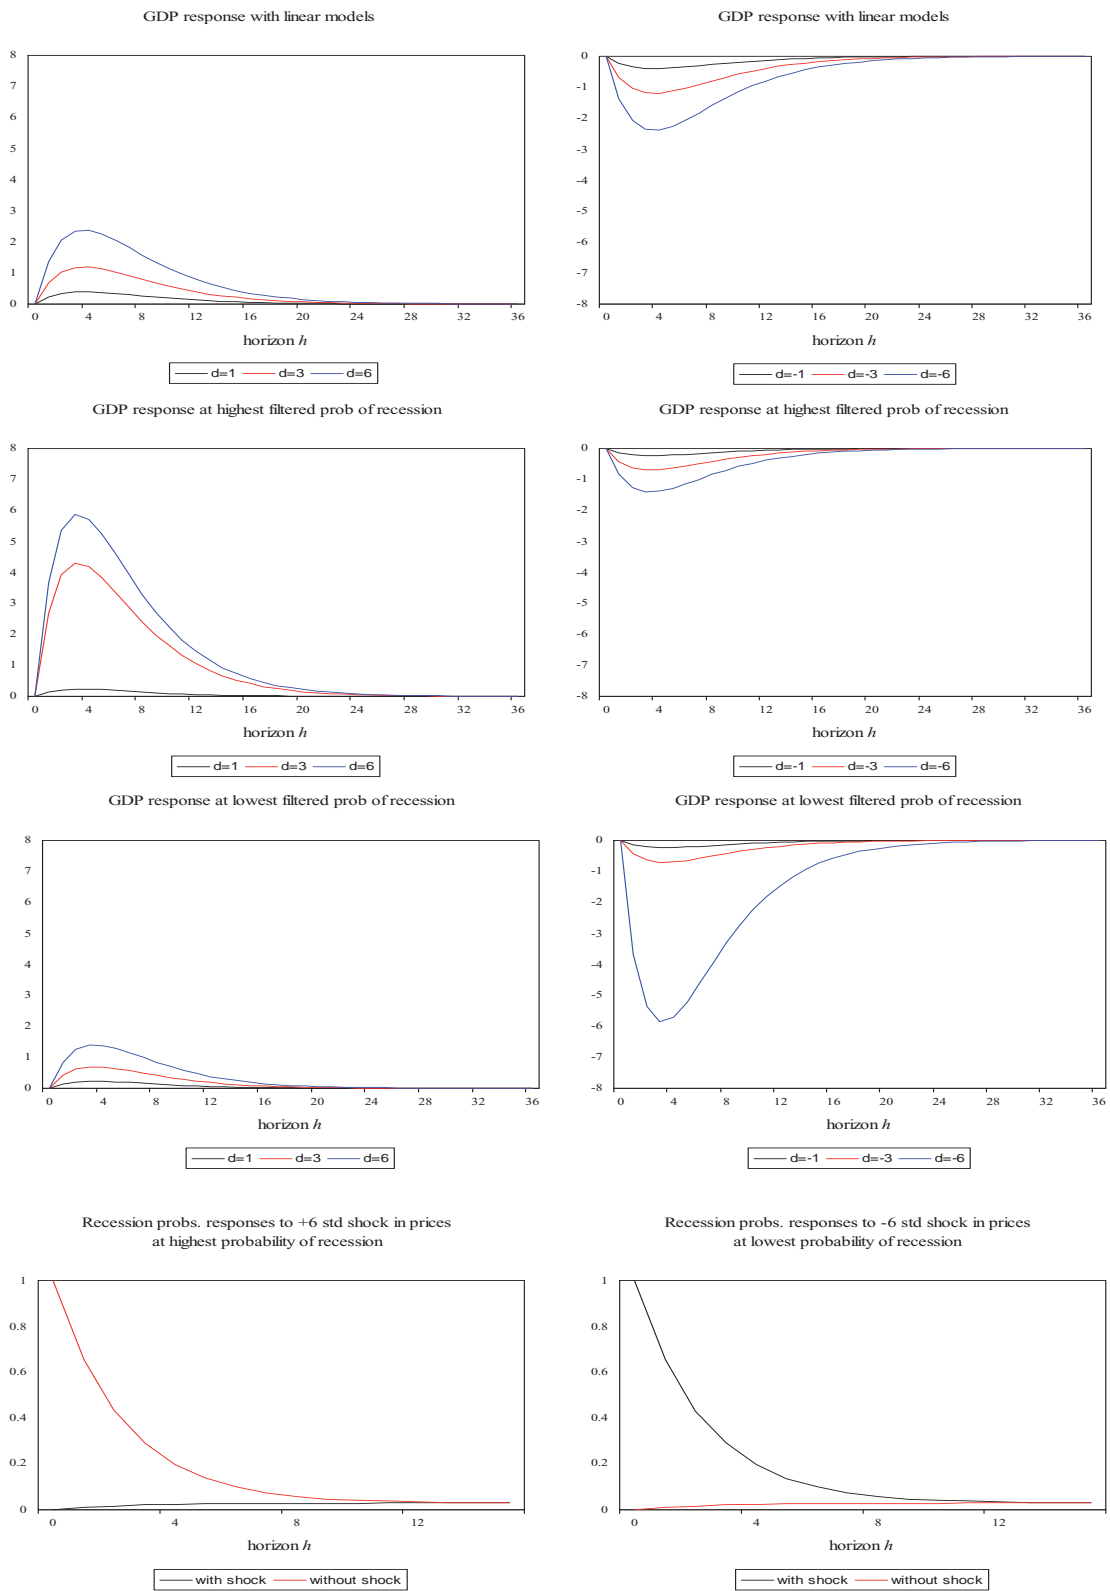 GDP response with linear models
8
7
6
5
4
3
2
1
0
0 4 8 12 16 20 24 28 32 36
horizon h
d=1 d=3 d=6
GDP response with linear models
0
-1
-2
-3
-4
-5
-6
-7
-8
0 4 8 12 16 20 24 28 32 36
horizon h
d=-1 d=-3 d=-6
GDP response at highest filtered prob of recession
8
7
6
5
4
3
2
1
0
0 4 8 12 16 20 24 28 32 36
horizon h
d=1 d=3 d=6
GDP response at highest filtered prob of recession
0
-1
-2
-3
-4
-5
-6
-7
-8
0 4 8 12 16 20 24 28 32 36
horizon h
d=-1 d=-3 d=-6
GDP response at lowest filtered prob of recession
8
7
6
5
4
3
2
1
0
0 4 8 12 16 20 24 28 32 36
horizon h
d=1 d=3 d=6
GDP response at lowest filtered prob of recession
0
-1
-2
-3
-4
-5
-6
-7
-8
0 4 8 12 16 20 24 28 32 36
horizon h
d=-1 d=-3 d=-6
Recession probs. responses to +6 std shock in prices
at highest probability of recession
1
0.8
0.6
0.4
0.2
0
0 4 8 12
horizon h
with shock without shock
Recession probs. responses to -6 std shock in prices
at lowest probability of recession
1
0.8
0.6
0.4
0.2
0
0 4 8 12
horizon h
with shock without shock